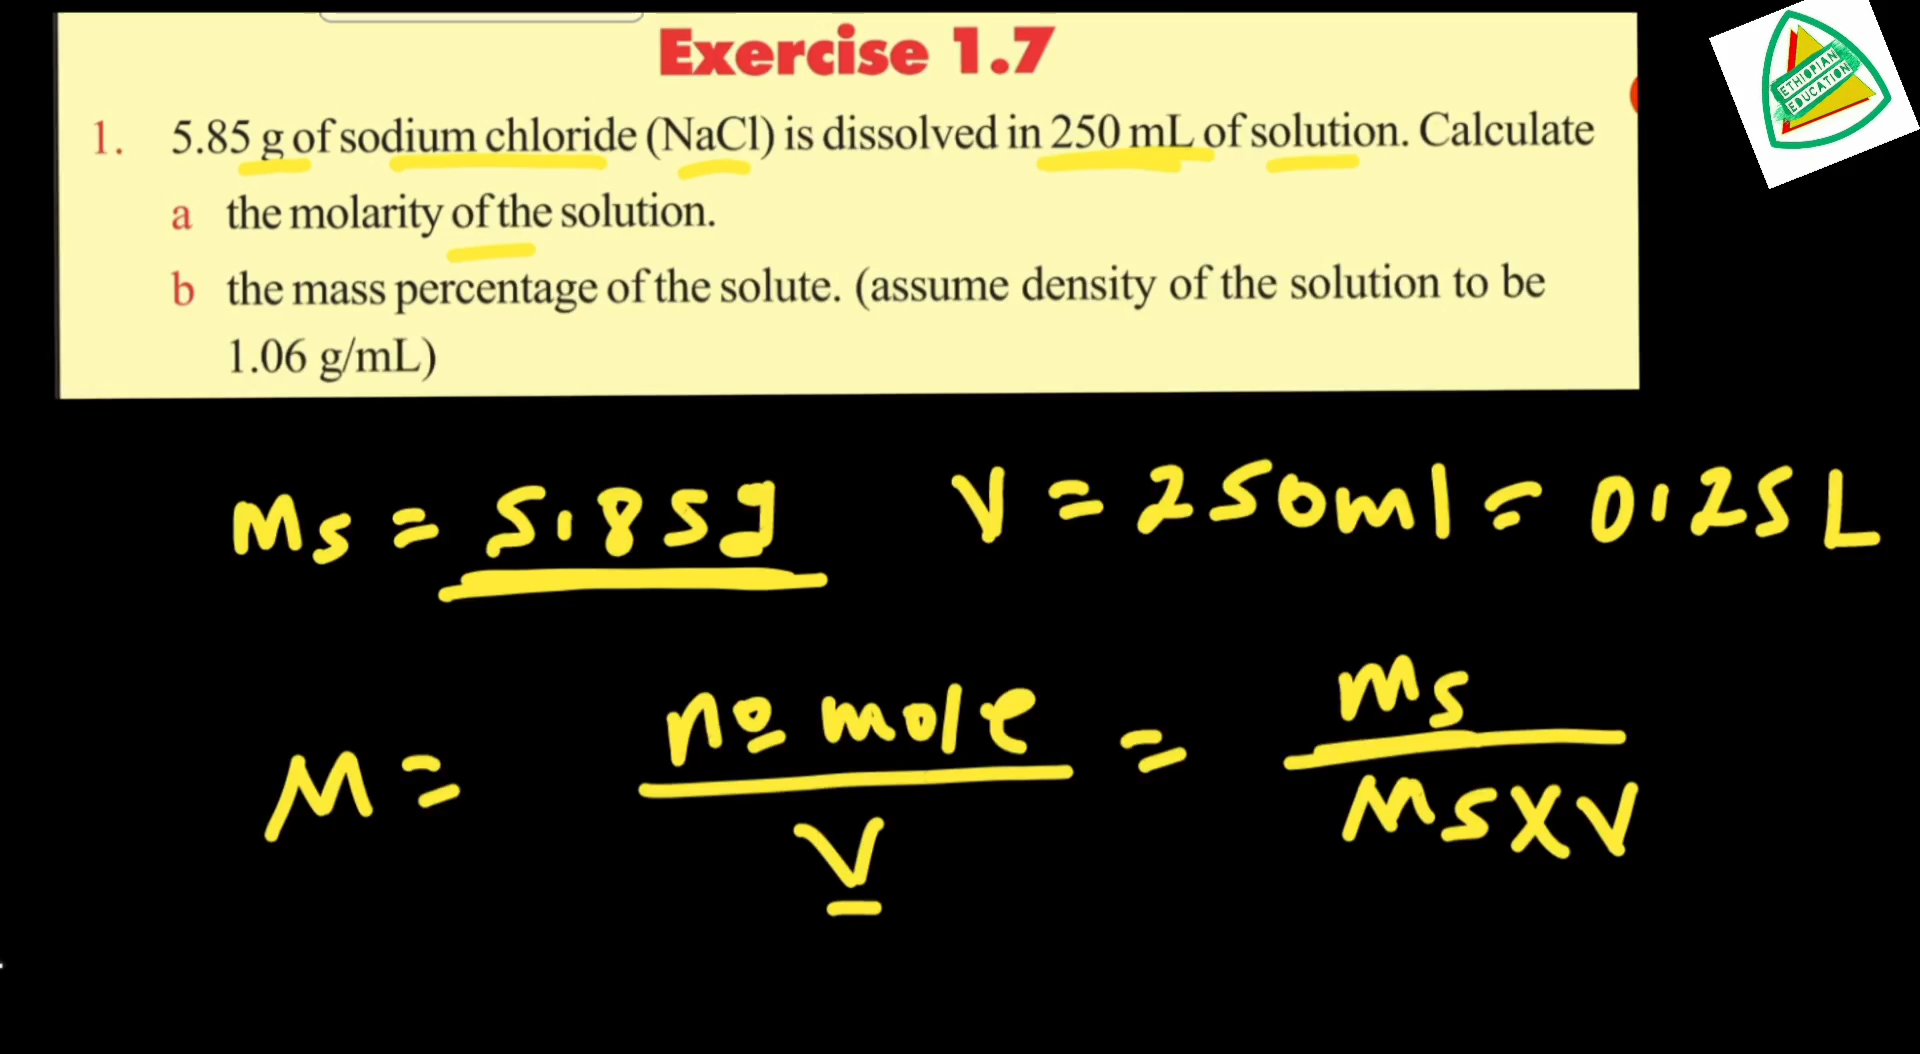 Exercise 1.7
1. 5.85 g of sodium chloride (NaCl) is dissolved in 250 mL of solution. Calculate
a the molarity of the solution.
b the mass percentage of the solute. (assume density of the solution to be
1.06 g/mL)
ETHIOPIAN
EDUCATION
ms = 5.85g V = 250ml = 0.25L
M = nº mole / V = ms / Ms x V